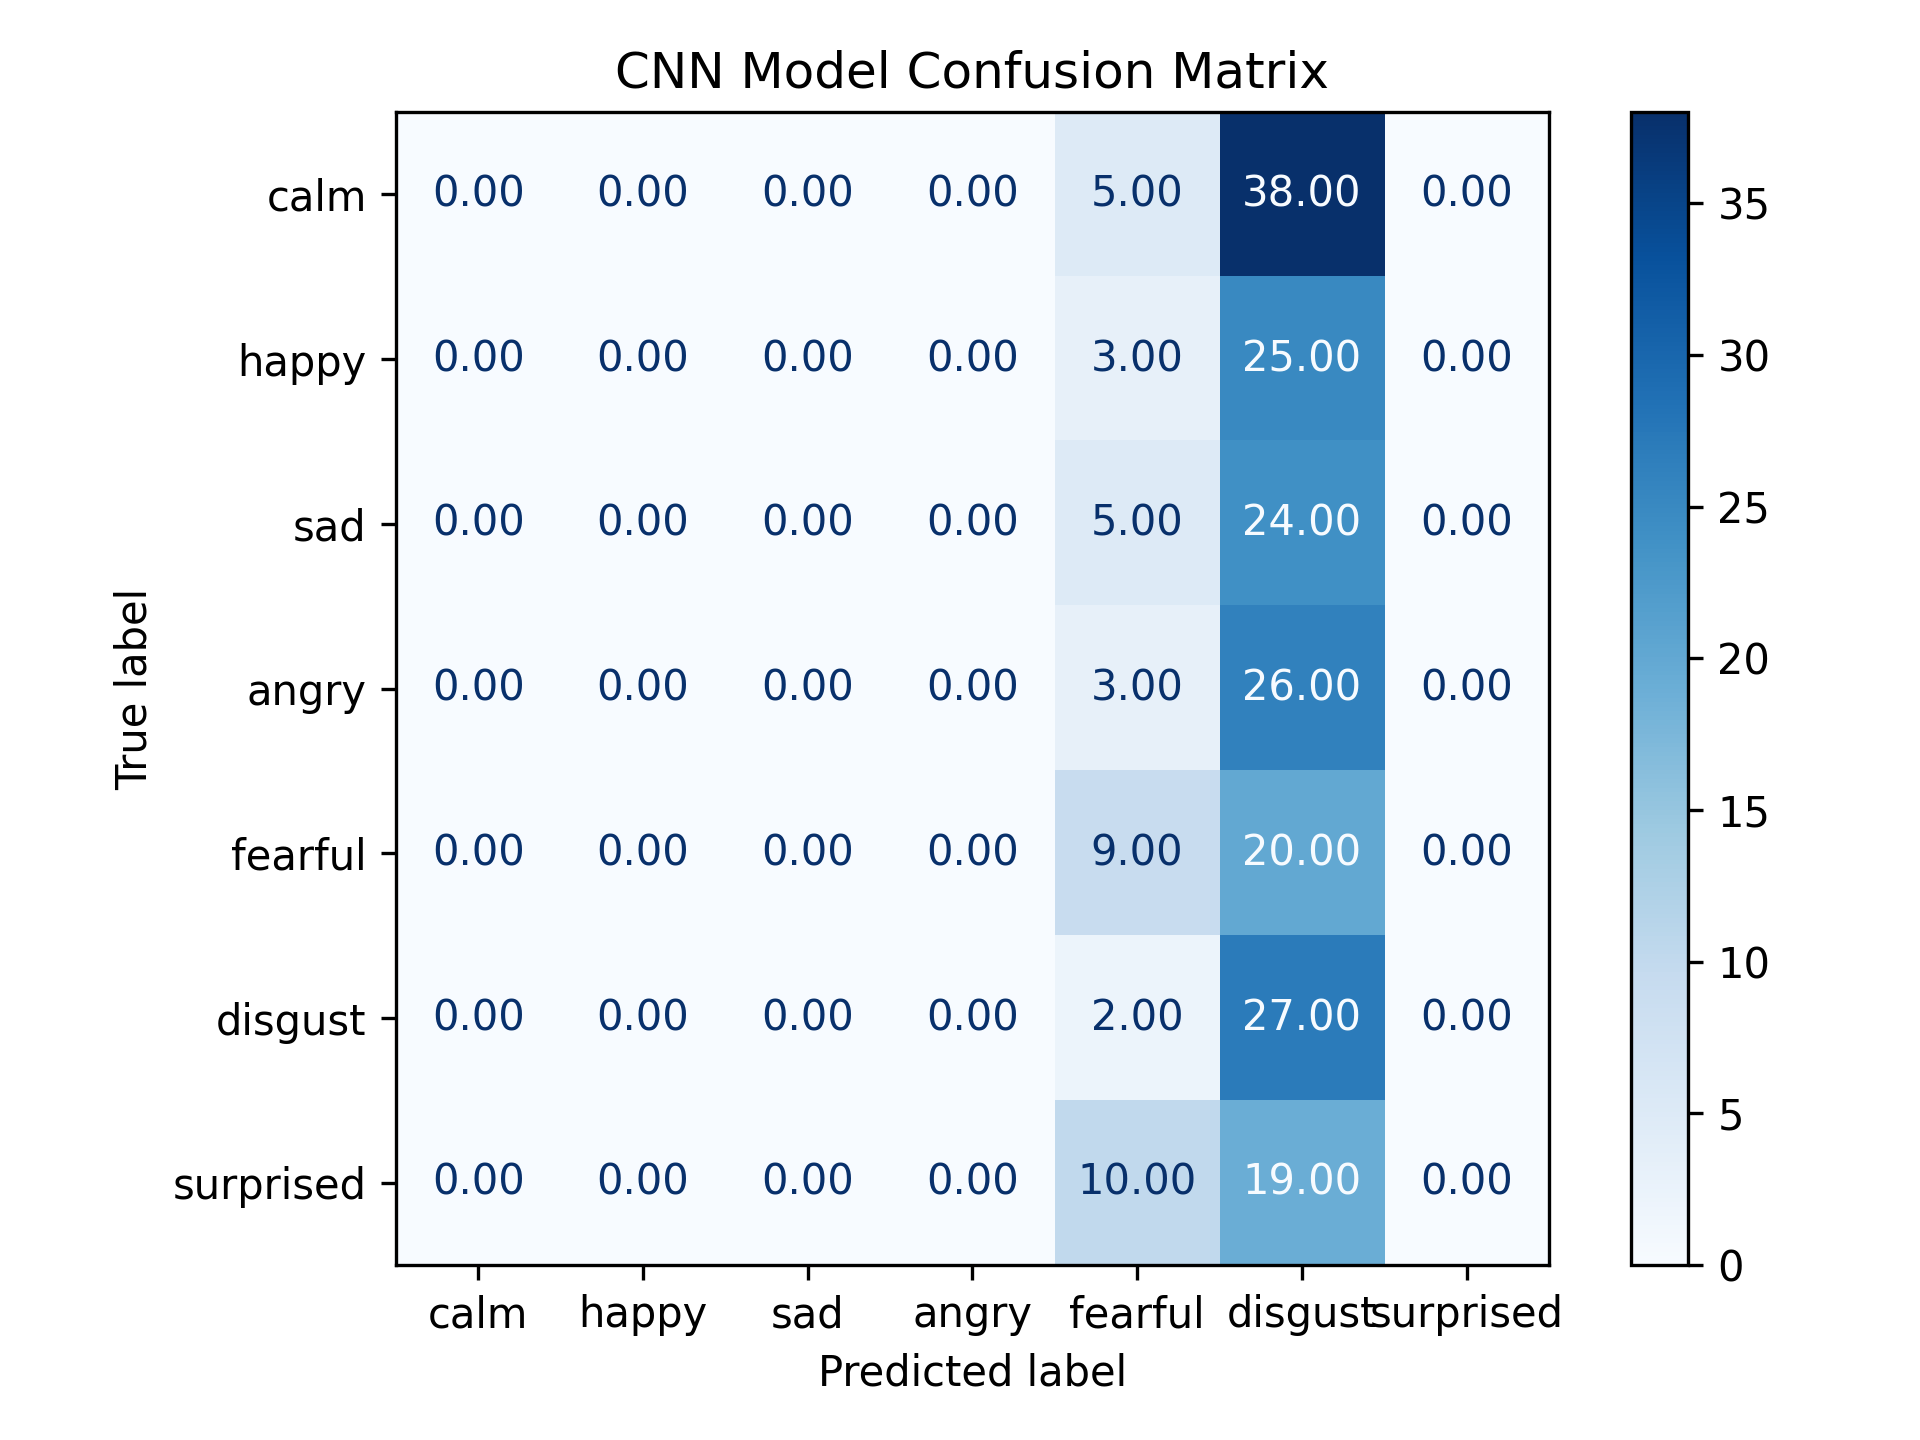 CNN Model Confusion Matrix
calm 0.00 0.00 0.00 0.00 5.00 38.00 0.00
happy 0.00 0.00 0.00 0.00 3.00 25.00 0.00
sad 0.00 0.00 0.00 0.00 5.00 24.00 0.00
angry 0.00 0.00 0.00 0.00 3.00 26.00 0.00
fearful 0.00 0.00 0.00 0.00 9.00 20.00 0.00
disgust 0.00 0.00 0.00 0.00 2.00 27.00 0.00
surprised 0.00 0.00 0.00 0.00 10.00 19.00 0.00
calm happy sad angry fearful disgust surprised
Predicted label
True label
35
30
25
20
15
10
5
0